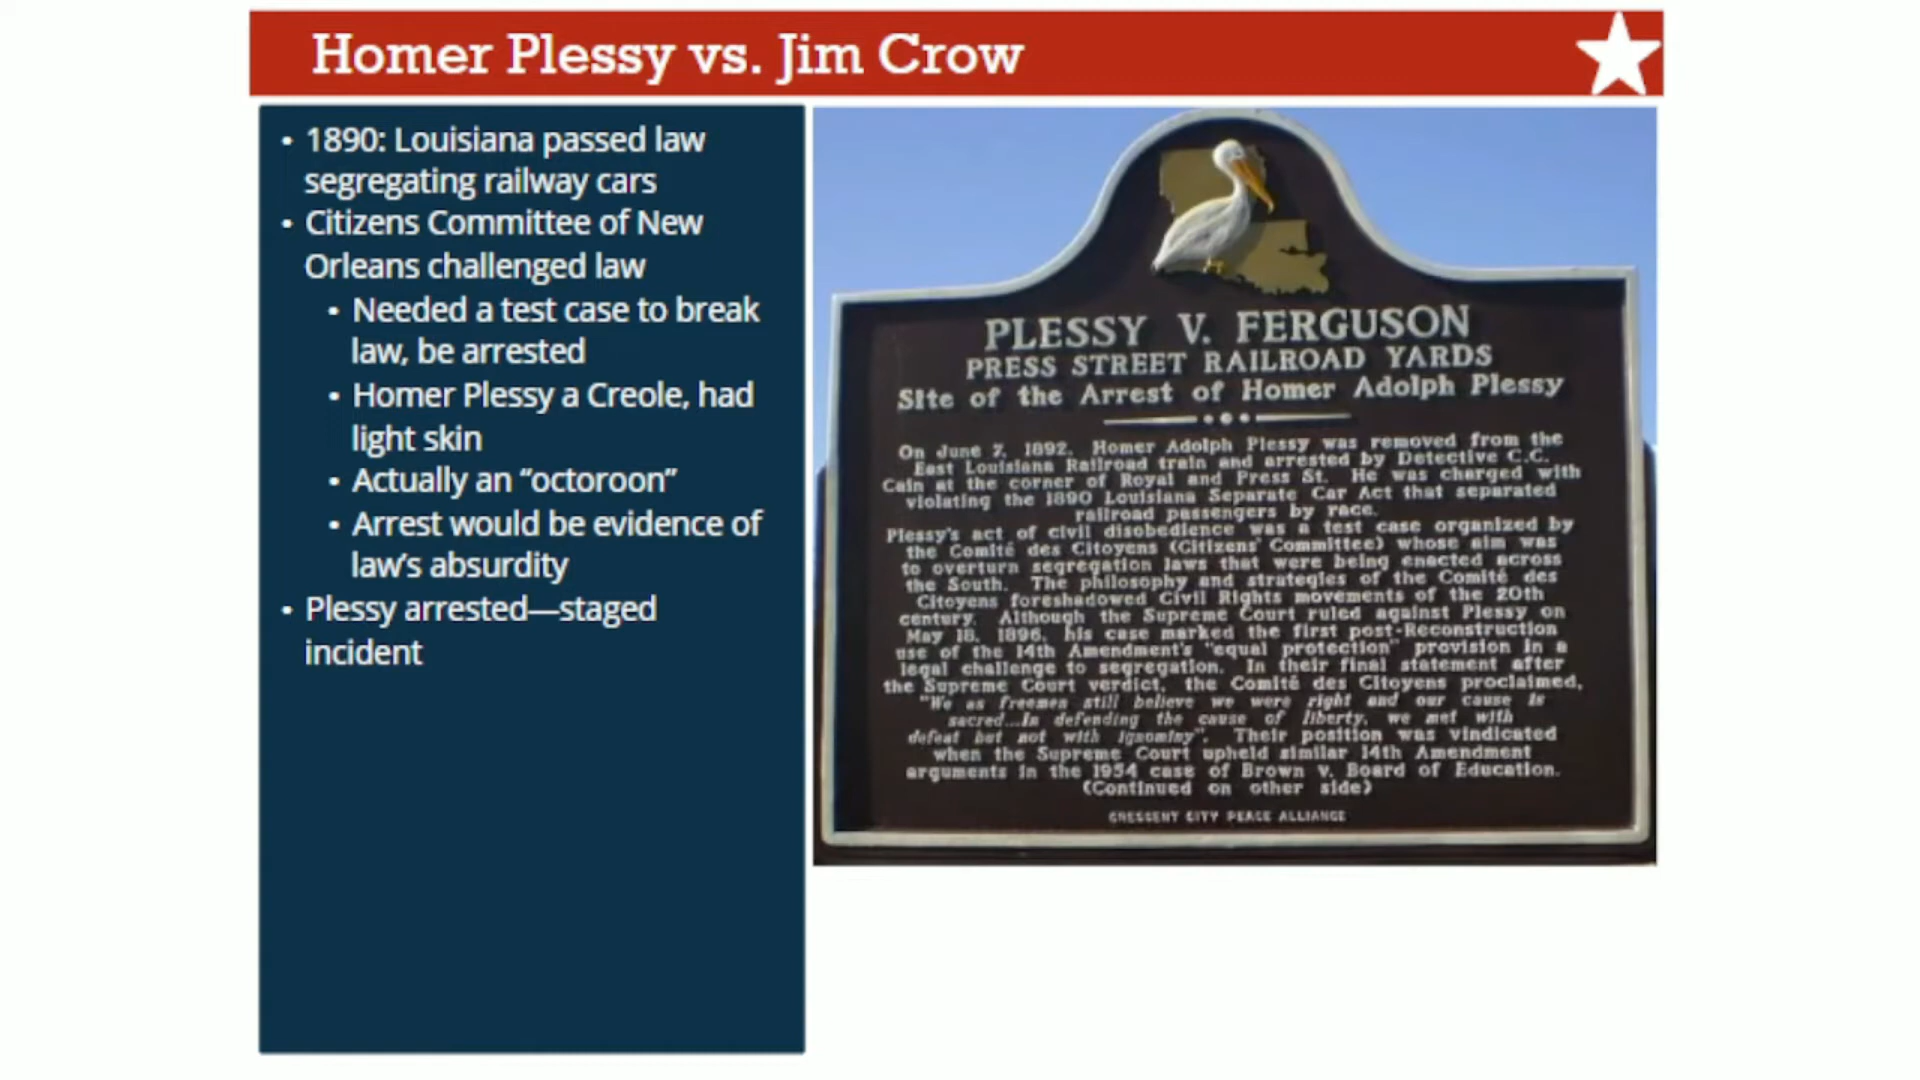 Homer Plessy vs. Jim Crow
• 1890: Louisiana passed law
segregating railway cars
• Citizens Committee of New
Orleans challenged law
• Needed a test case to break
law, be arrested
• Homer Plessy a Creole, had
light skin
• Actually an “octoroon”
• Arrest would be evidence of
law’s absurdity
• Plessy arrested—staged
incident
PLESSY V. FERGUSON
PRESS STREET RAILROAD YARDS
Site of the Arrest of Homer Adolph Plessy
On June 7, 1892, Homer Adolph Plessy was removed from the
East Louisiana Railroad train and arrested by Detective C.C.
Cain at the corner of Royal and Press St. He was charged with
violating the 1890 Louisiana Separate Car Act that separated
railroad passengers by race.
Plessy's act of civil disobedience was a test case organized by
the Comité des Citoyens (Citizens' Committee) whose aim was
to overturn segregation laws that were being enacted across
the South. The philosophy and strategies of the Comité des
Citoyens foreshadowed Civil Rights movements of the 20th
century. Although the Supreme Court ruled against Plessy on
May 18, 1896, his case marked the first post-Reconstruction
use of the 14th Amendment's "equal protection" provision in a
legal challenge to segregation. In their final statement after
the Supreme Court verdict, the Comité des Citoyens proclaimed,
"We as freemen still believe we were right and our cause is
sacred...In defending the cause of liberty, we met with
defeat but not with ignominy". Their position was vindicated
when the Supreme Court upheld similar 14th Amendment
arguments in the 1954 case of Brown v. Board of Education.
(Continued on other side)
CRESCENT CITY PEACE ALLIANCE